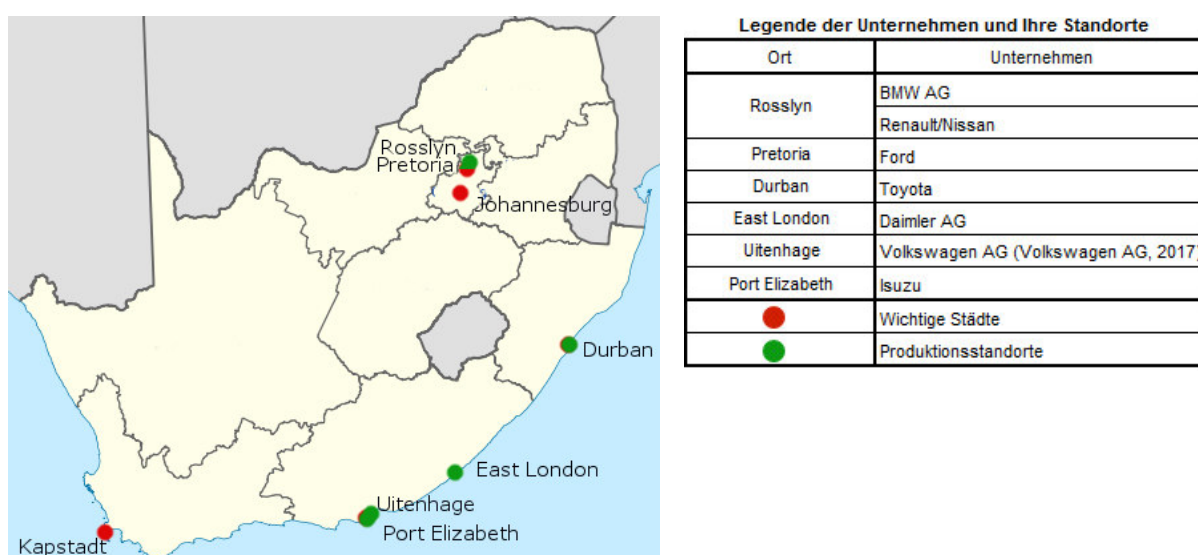 Rosslyn
Pretoria
Johannesburg
Durban
East London
Uitenhage
Port Elizabeth
Kapstadt
Legende der Unternehmen und Ihre Standorte
Ort Unternehmen
Rosslyn BMW AG
Renault/Nissan
Pretoria Ford
Durban Toyota
East London Daimler AG
Uitenhage Volkswagen AG (Volkswagen AG, 2017)
Port Elizabeth Isuzu
Wichtige Städte
Produktionsstandorte